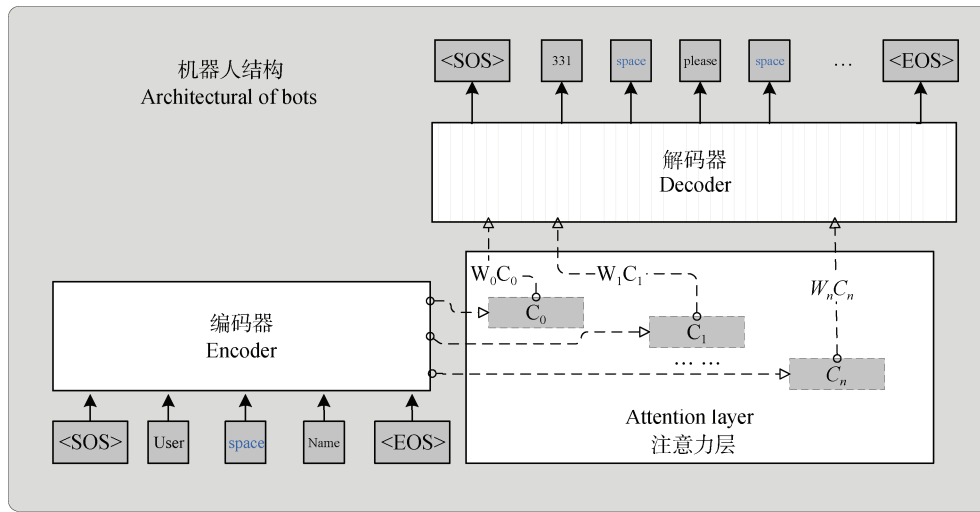 机器人结构
Architectural of bots
<SOS> 331 space please space … <EOS>
解码器
Decoder
W₀C₀ W₁C₁ WₙCₙ
C₀
C₁
… …
Cₙ
编码器
Encoder
<SOS> User space Name <EOS>
Attention layer
注意力层